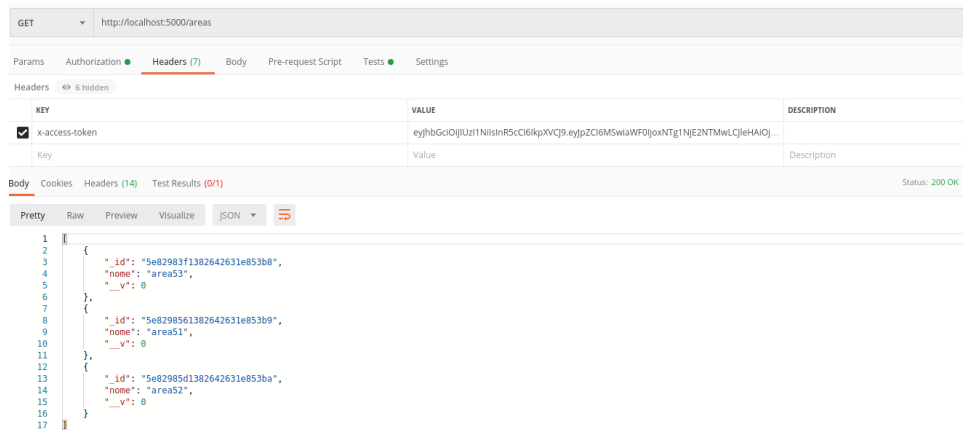 GET http://localhost:5000/areas
Params Authorization Headers (7) Body Pre-request Script Tests Settings
Headers 6 hidden
KEY VALUE DESCRIPTION
x-access-token eyJhbGciOiJIUzI1NiIsInR5cCI6IkpXVCJ9.eyJpZCI6MSwiaWF0IjoxNTg1NjE2NTMwLCJleHAiOj...
Key Value Description
Body Cookies Headers (14) Test Results (0/1) Status: 200 OK
Pretty Raw Preview Visualize JSON
1 [
2 {
3 "_id": "5e82983f1382642631e853b8",
4 "nome": "area53",
5 "__v": 0
6 },
7 {
8 "_id": "5e8298561382642631e853b9",
9 "nome": "area51",
10 "__v": 0
11 },
12 {
13 "_id": "5e82985d1382642631e853ba",
14 "nome": "area52",
15 "__v": 0
16 }
17 ]